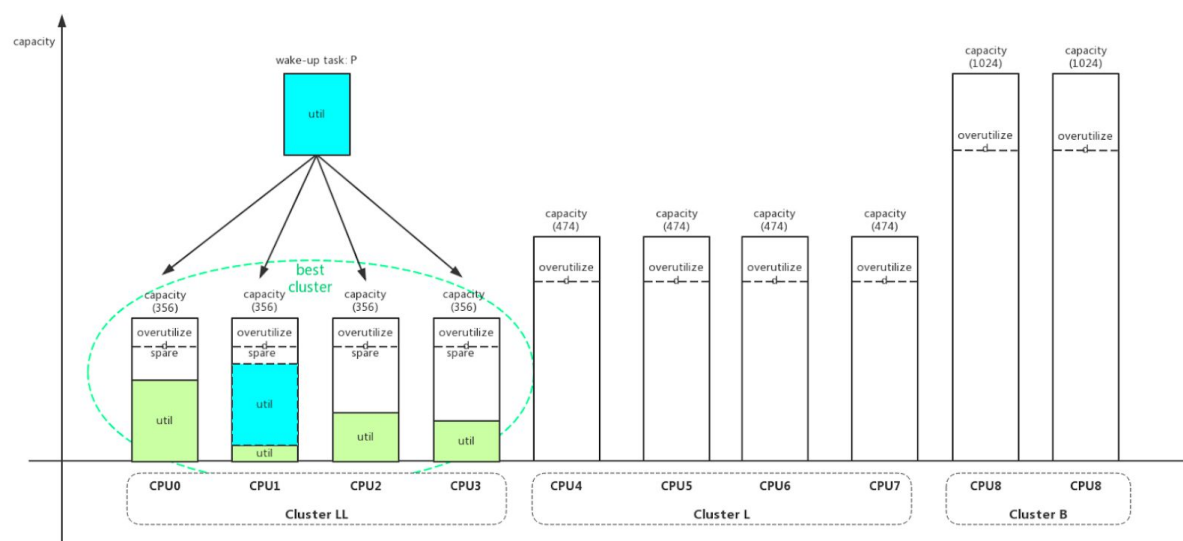 capacity
wake-up task: P
util
best
cluster
capacity
(356)
overutilize
d
spare
util
capacity
(356)
overutilize
d
spare
util
util
capacity
(356)
overutilize
d
spare
util
capacity
(356)
overutilize
d
spare
util
capacity
(474)
overutilize
d
capacity
(474)
overutilize
d
capacity
(474)
overutilize
d
capacity
(474)
overutilize
d
capacity
(1024)
overutilize
d
capacity
(1024)
overutilize
d
CPU0 CPU1 CPU2 CPU3
Cluster LL
CPU4 CPU5 CPU6 CPU7
Cluster L
CPU8 CPU8
Cluster B